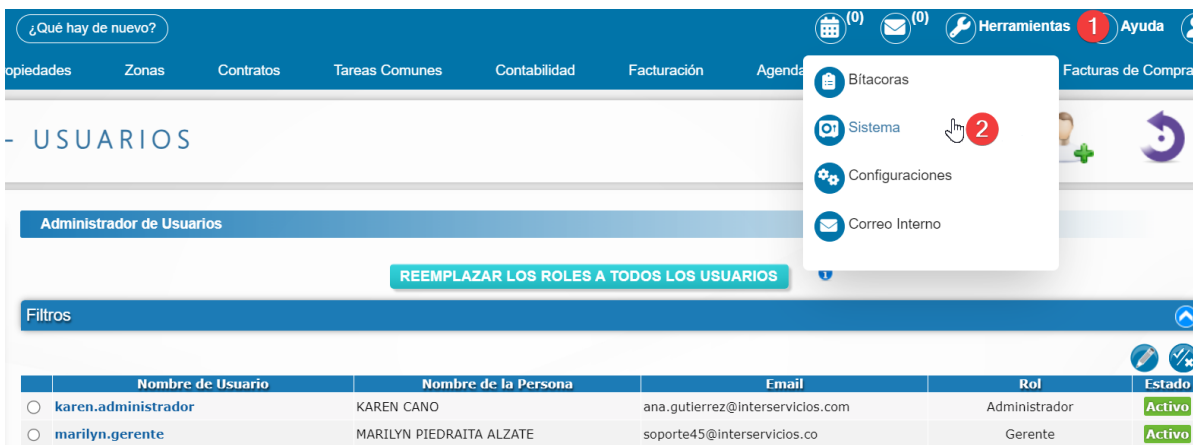 ¿Qué hay de nuevo? (0) (0) Herramientas 1 Ayuda
opiedades Zonas Contratos Tareas Comunes Contabilidad Facturación Agenda Facturas de Compra
Bítacoras
- USUARIOS
Sistema 2
Configuraciones
Administrador de Usuarios
Correo Interno
REEMPLAZAR LOS ROLES A TODOS LOS USUARIOS
Filtros
Nombre de Usuario Nombre de la Persona Email Rol Estado
karen.administrador KAREN CANO ana.gutierrez@interservicios.com Administrador Activo
marilyn.gerente MARILYN PIEDRAITA ALZATE soporte45@interservicios.co Gerente Activo